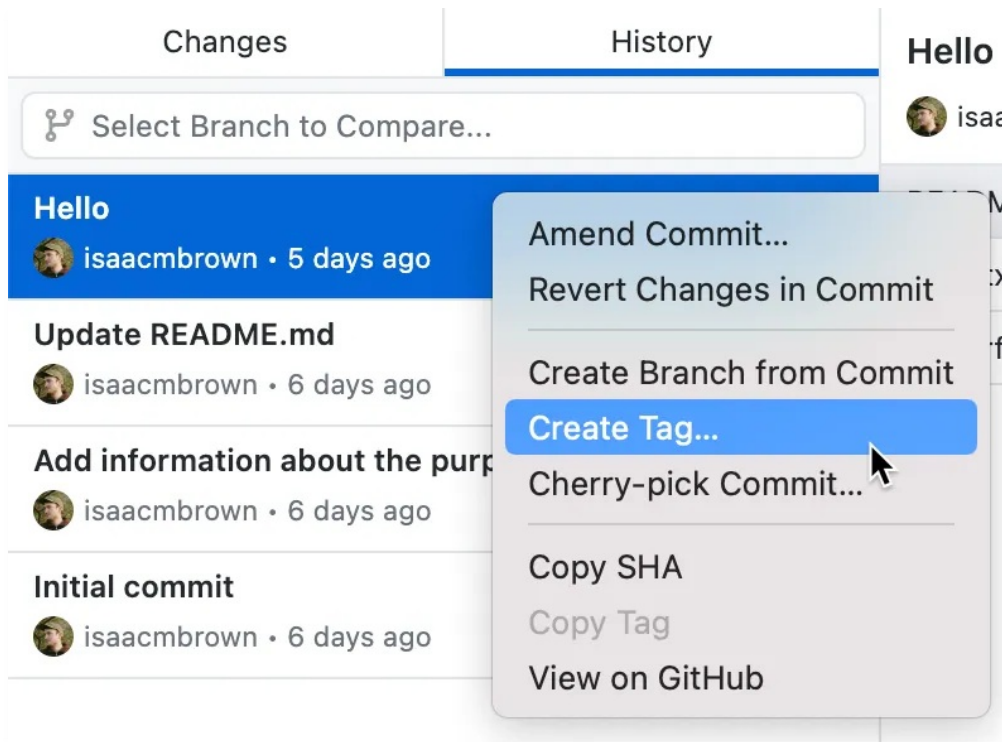 Changes
History
Select Branch to Compare...
Hello
isaacmbrown • 5 days ago
Update README.md
isaacmbrown • 6 days ago
Add information about the purp
isaacmbrown • 6 days ago
Initial commit
isaacmbrown • 6 days ago
Amend Commit...
Revert Changes in Commit
Create Branch from Commit
Create Tag...
Cherry-pick Commit...
Copy SHA
Copy Tag
View on GitHub
Hello
isaa